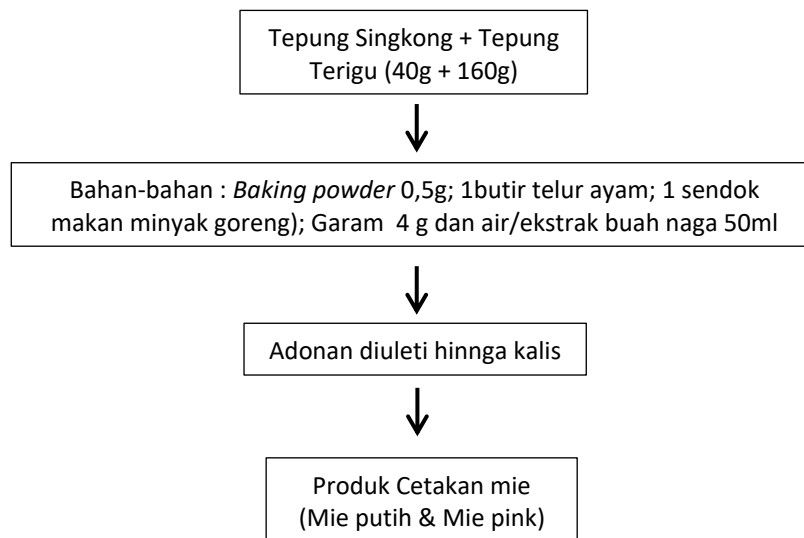 Tepung Singkong + Tepung
Terigu (40g + 160g)
Bahan-bahan : Baking powder 0,5g; 1butir telur ayam; 1 sendok
makan minyak goreng); Garam  4 g dan air/ekstrak buah naga 50ml
Adonan diuleti hinnga kalis
Produk Cetakan mie
(Mie putih & Mie pink)